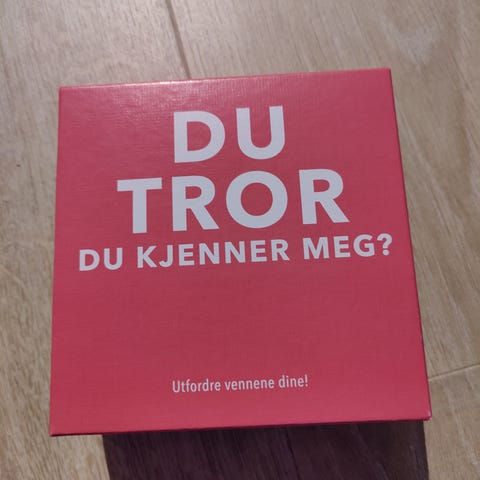 DU
TROR
DU KJENNER MEG?
Utfordre vennene dine!